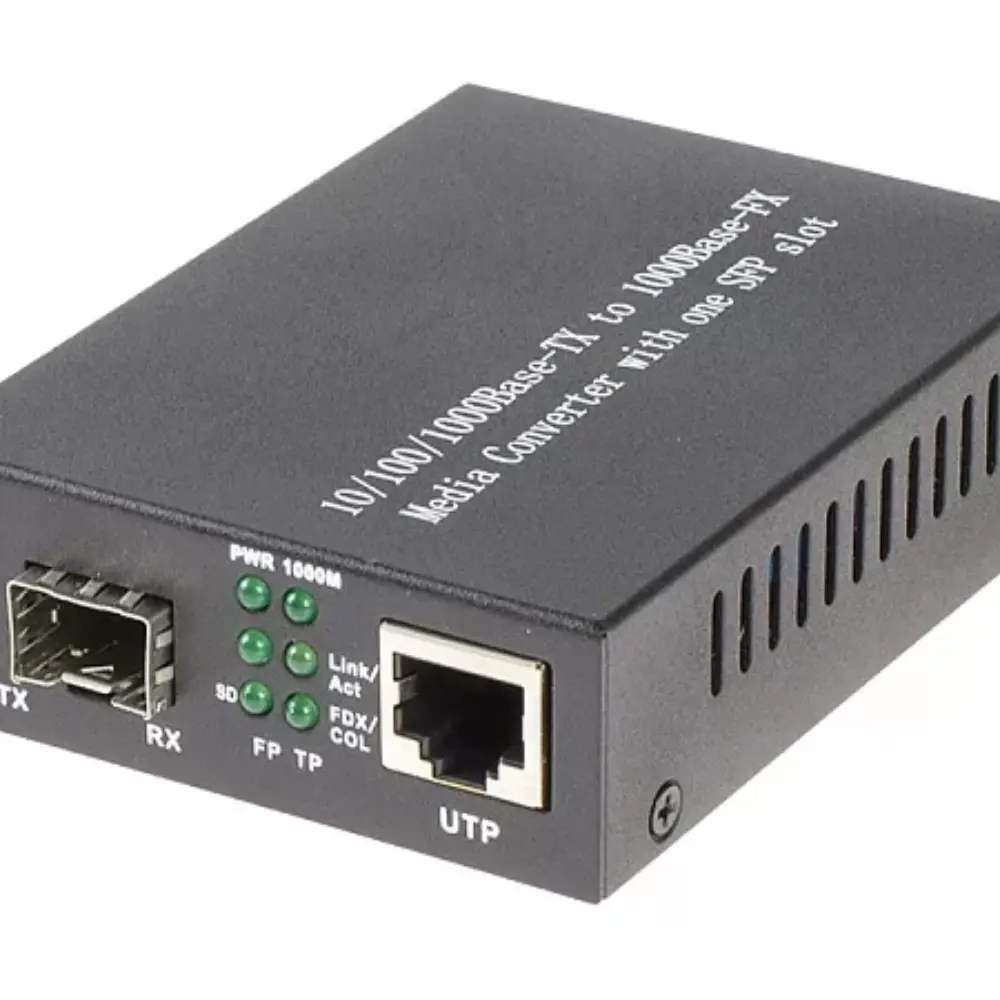 10/100/1000Base-TX to 1000Base-FX
Media Converter with one SFP slot
PWR 1000M
Link/
Act
SD
FDX/
COL
FP TP
TX
RX
UTP